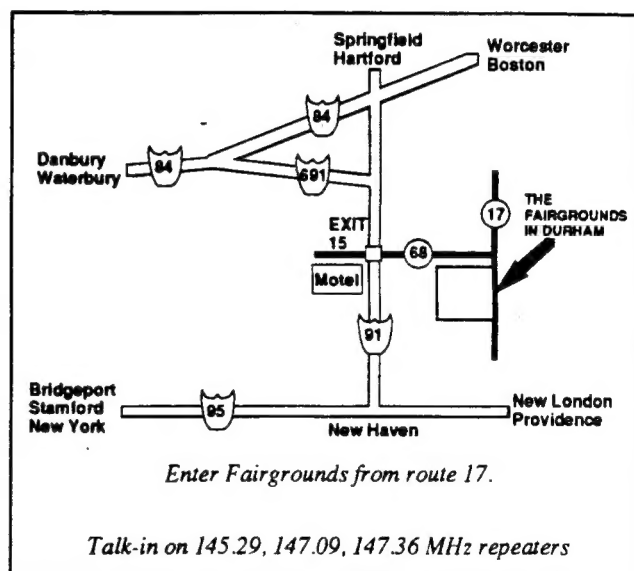 Springfield
Hartford
Worcester
Boston
84
Danbury
Waterbury
84
691
17
THE
FAIRGROUNDS
IN DURHAM
EXIT
15
68
Motel
91
Bridgeport
Stamford
New York
95
New Haven
New London
Providence
Enter Fairgrounds from route 17.
Talk-in on 145.29, 147.09, 147.36 MHz repeaters